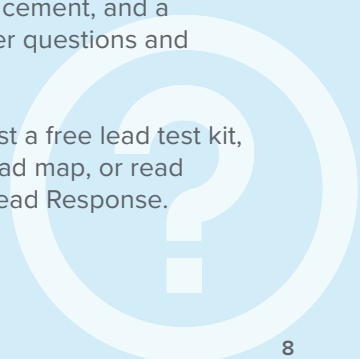 cement, and a
er questions and
st a free lead test kit,
ad map, or read
ead Response.
8